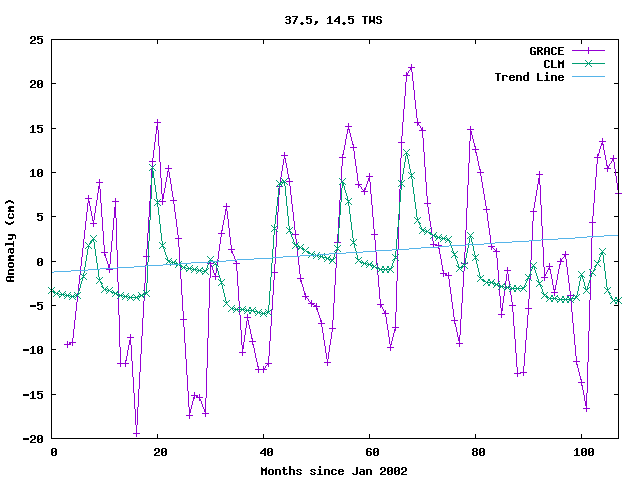 37.5, 14.5 TWS
GRACE
CLM
Trend Line
Anomaly (cm)
25
20
15
10
5
0
-5
-10
-15
-20
0 20 40 60 80 100
Months since Jan 2002